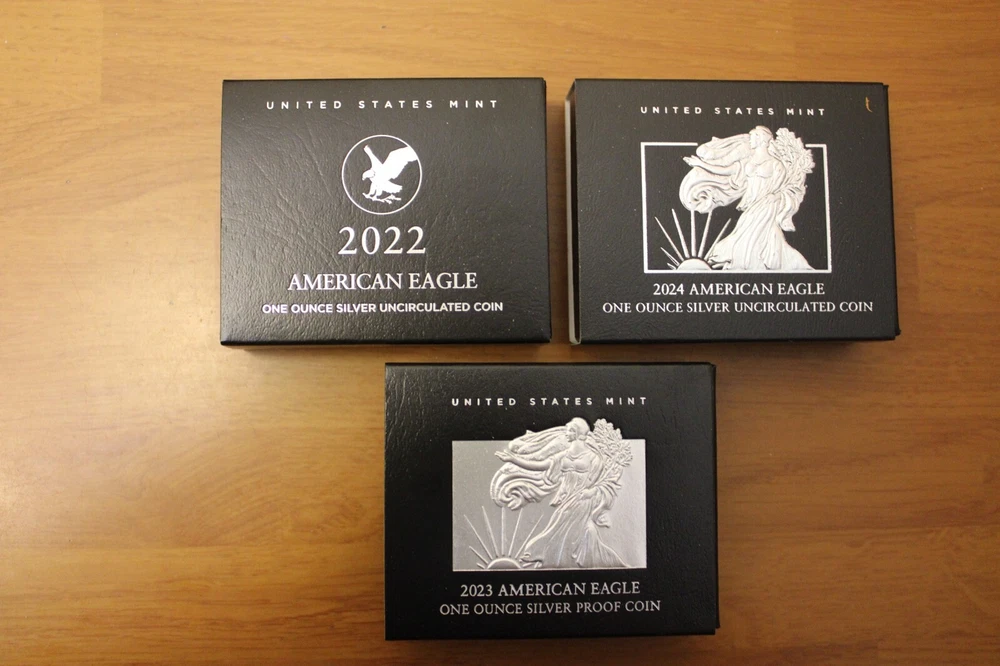 UNITED STATES MINT
2022
AMERICAN EAGLE
ONE OUNCE SILVER UNCIRCULATED COIN
UNITED STATES MINT
2024 AMERICAN EAGLE
ONE OUNCE SILVER UNCIRCULATED COIN
UNITED STATES MINT
2023 AMERICAN EAGLE
ONE OUNCE SILVER PROOF COIN